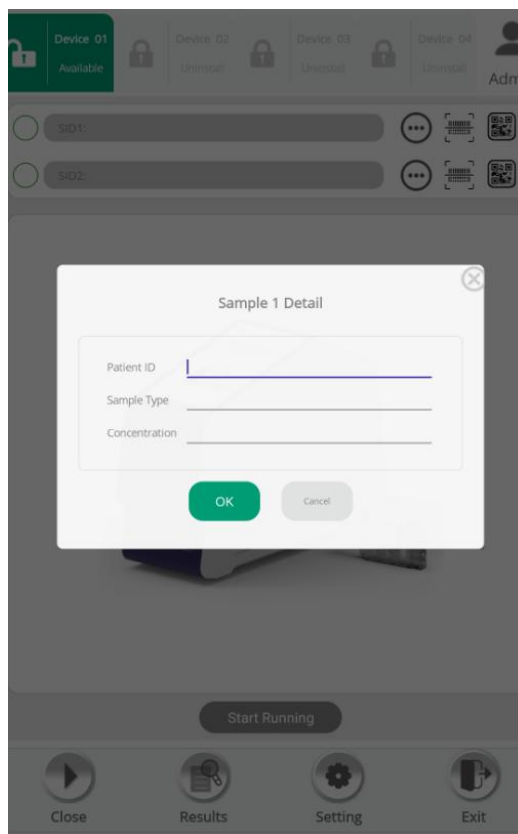 Device 01
Available
Device 02
Uninstall
Device 03
Uninstall
Device 04
Uninstall
Adm
SID1:
SID2:
Sample 1 Detail
Patient ID
Sample Type
Concentration
OK
Cancel
Start Running
Close
Results
Setting
Exit